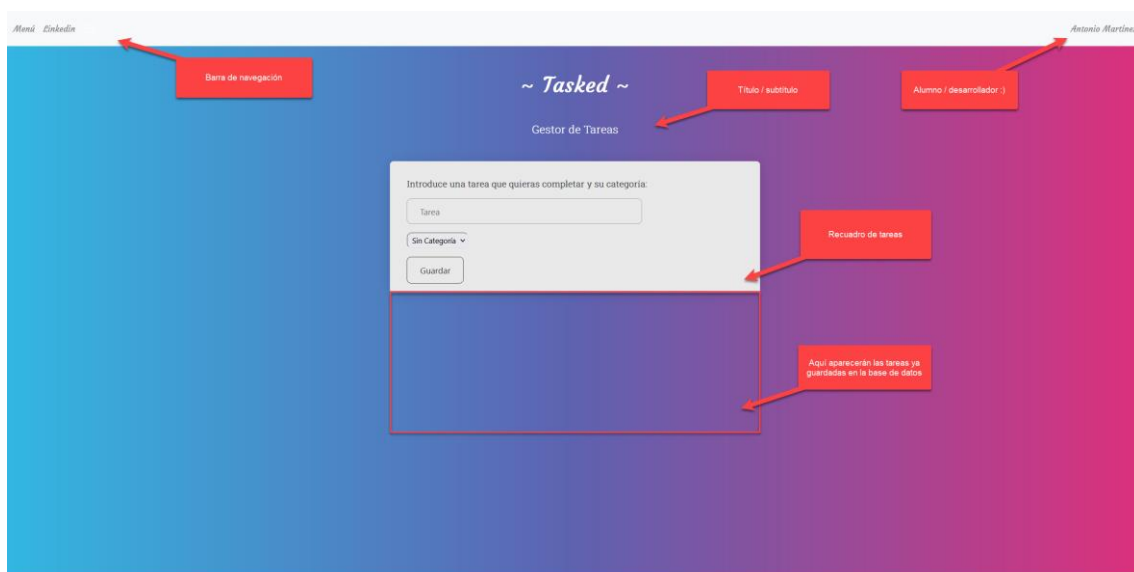 Menú Linkedin
Antonio Martíne
Barra de navegación
~ Tasked ~
Título / subtítulo
Alumno / desarrollador :)
Gestor de Tareas
Introduce una tarea que quieras completar y su categoría:
Tarea
Sin Categoría
Guardar
Recuadro de tareas
Aquí aparecerán las tareas ya
guardadas en la base de datos